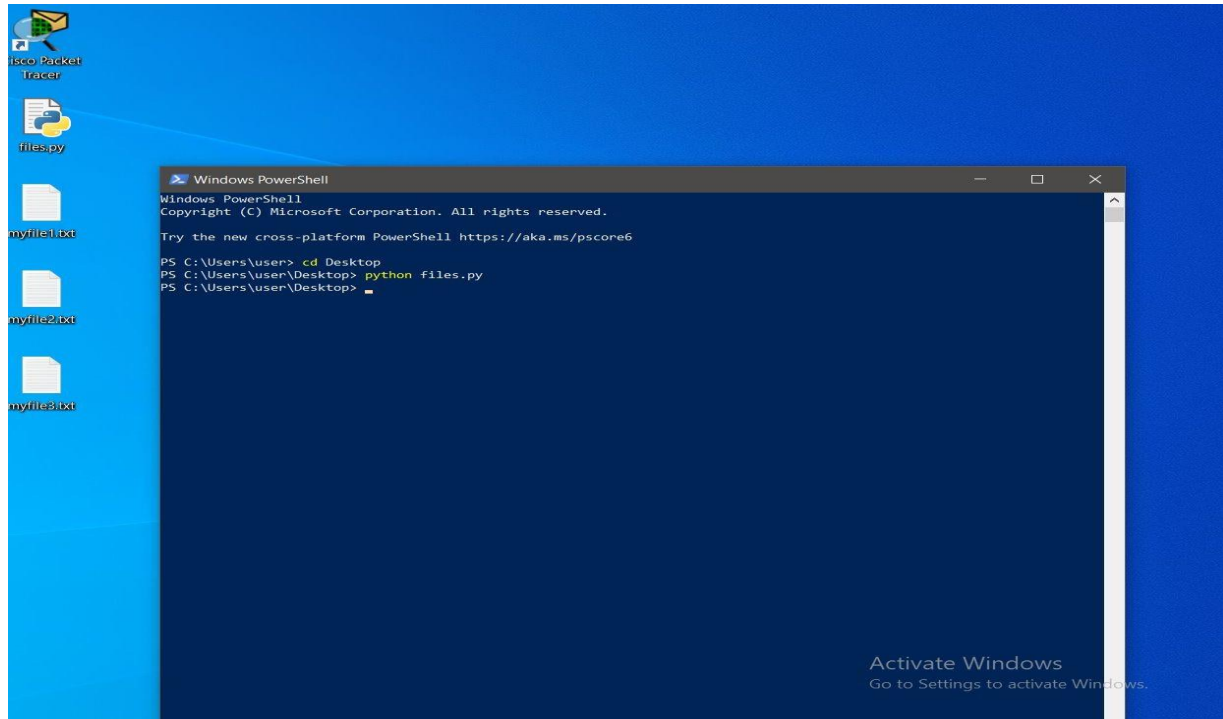 isco Packet
Tracer
files.py
myfile1.txt
myfile2.txt
myfile3.txt
Windows PowerShell
Windows PowerShell
Copyright (C) Microsoft Corporation. All rights reserved.
Try the new cross-platform PowerShell https://aka.ms/pscore6
PS C:\Users\user> cd Desktop
PS C:\Users\user\Desktop> python files.py
PS C:\Users\user\Desktop>
Activate Windows
Go to Settings to activate Windows.